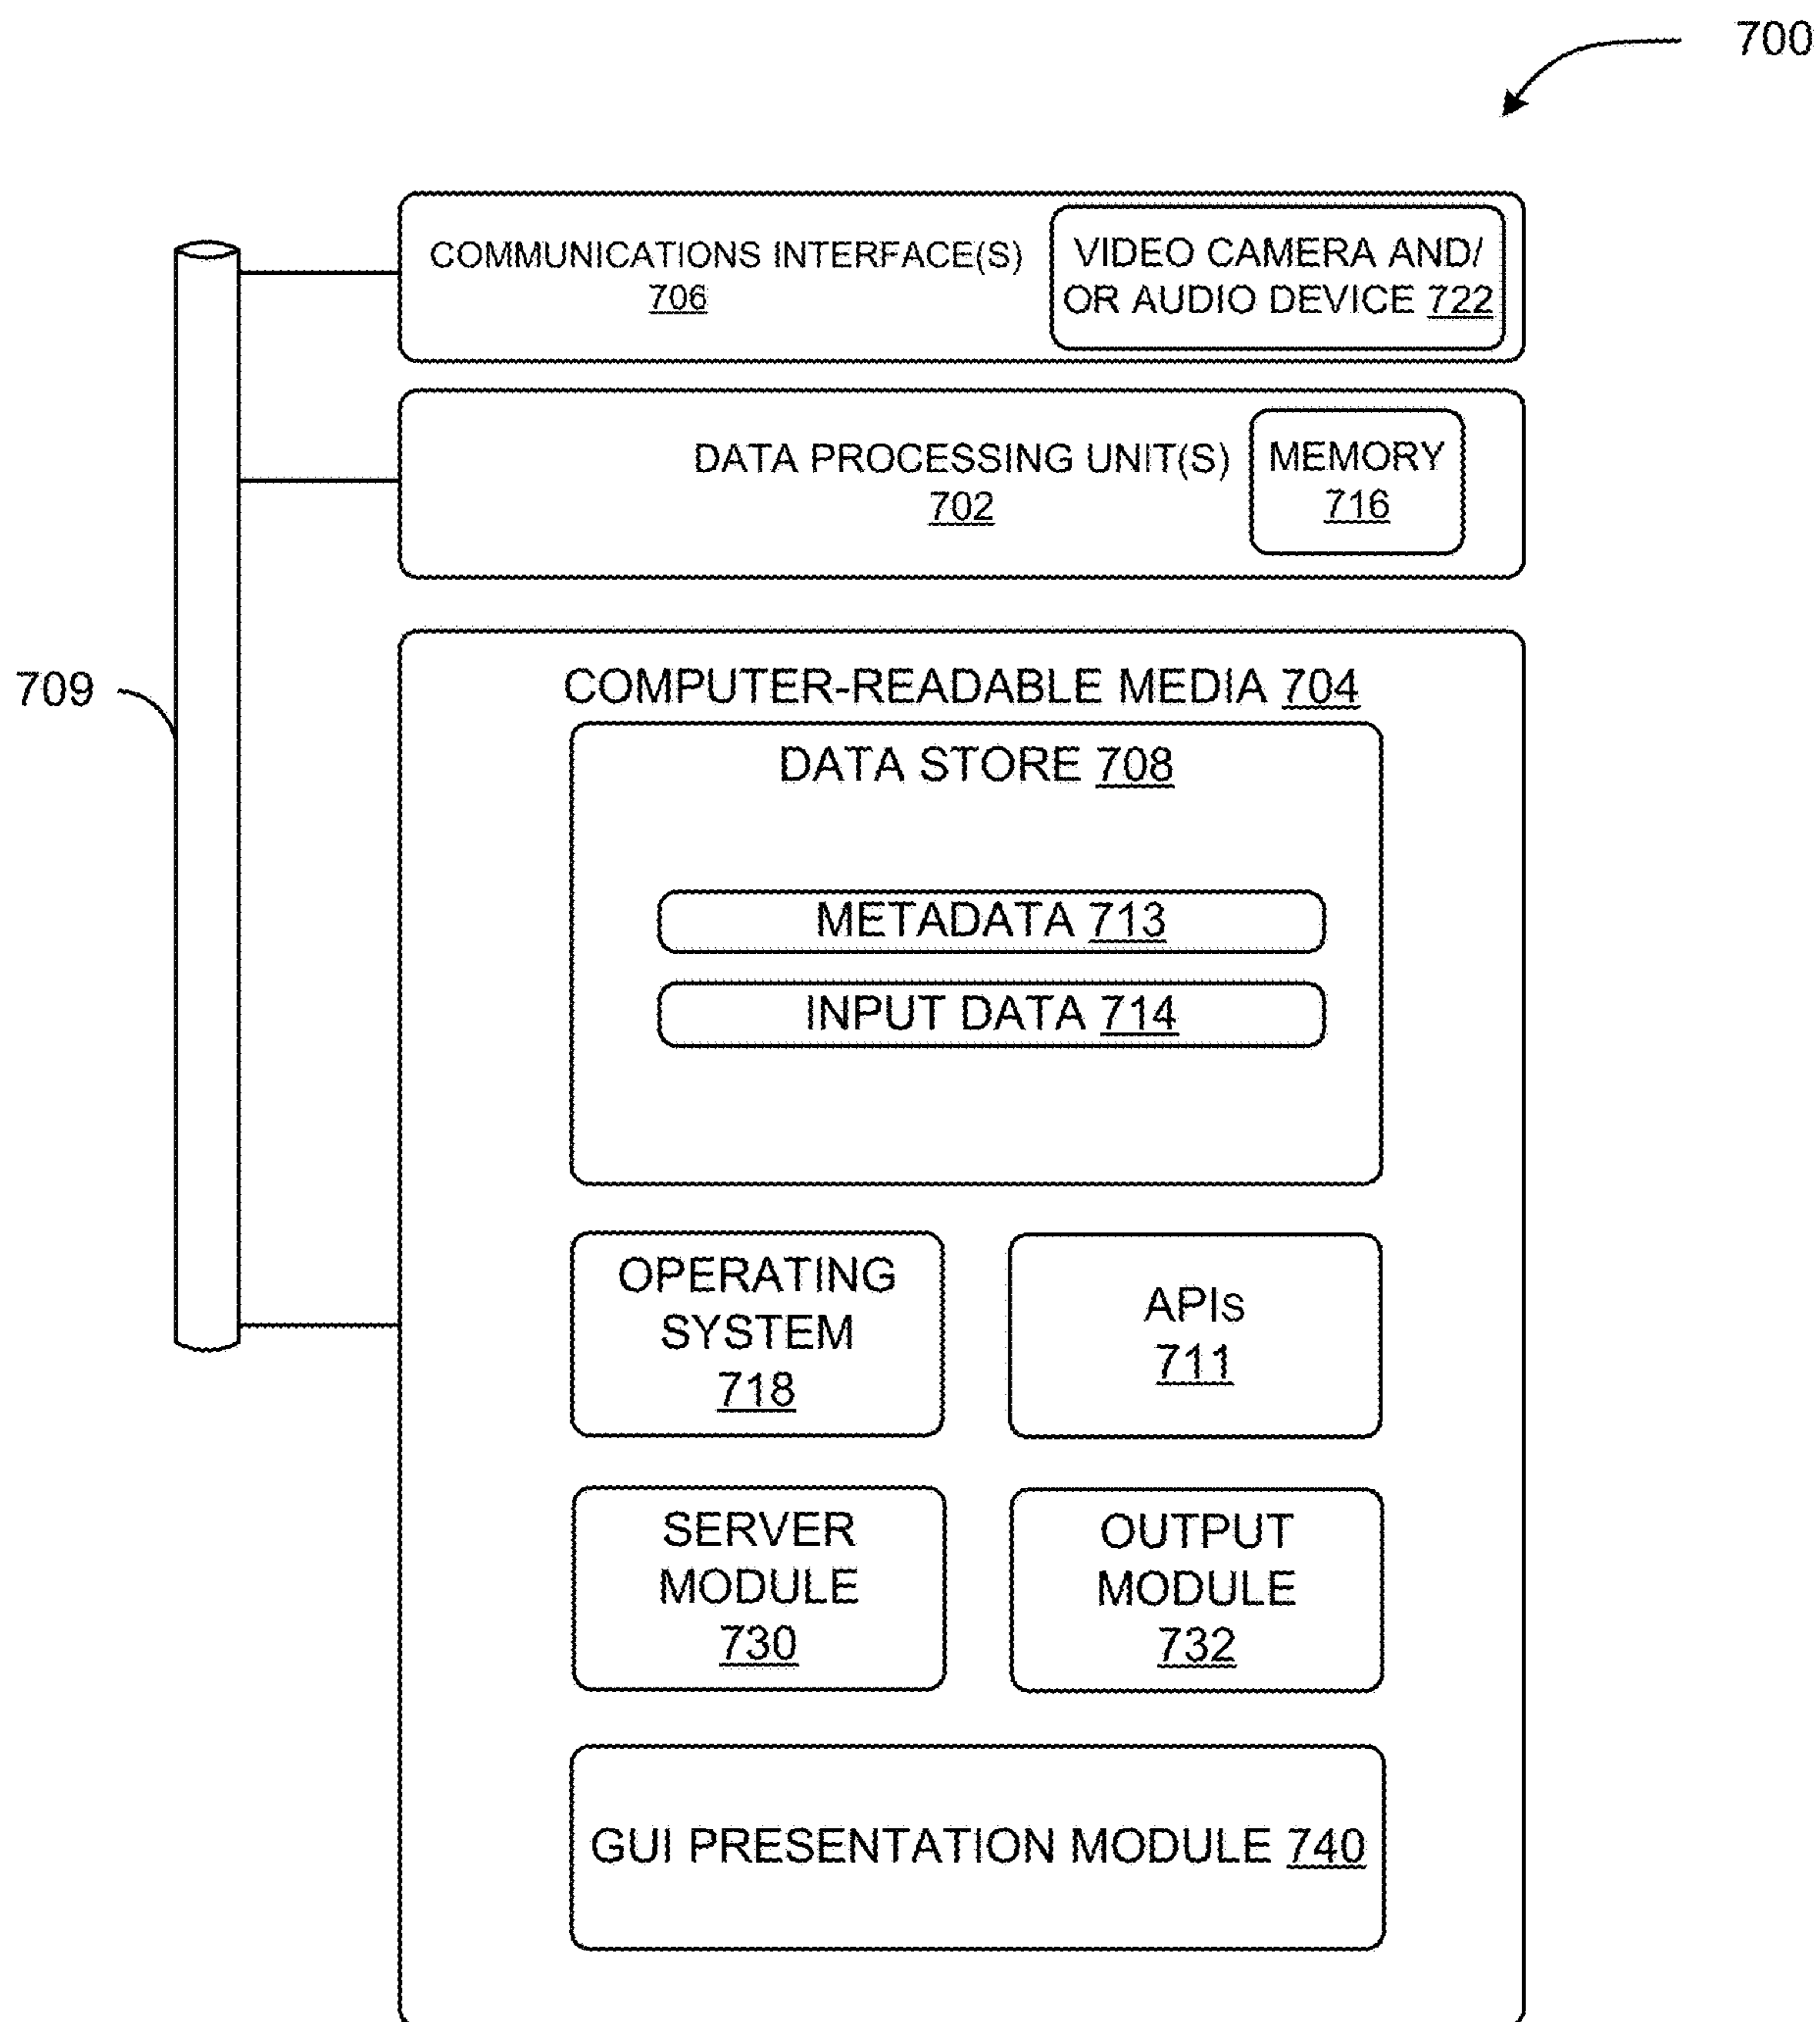 700
COMMUNICATIONS INTERFACE(S)
706
VIDEO CAMERA AND/
OR AUDIO DEVICE 722
DATA PROCESSING UNIT(S)
702
MEMORY
716
709
COMPUTER-READABLE MEDIA 704
DATA STORE 708
METADATA 713
INPUT DATA 714
OPERATING
SYSTEM
718
APIs
711
SERVER
MODULE
730
OUTPUT
MODULE
732
GUI PRESENTATION MODULE 740